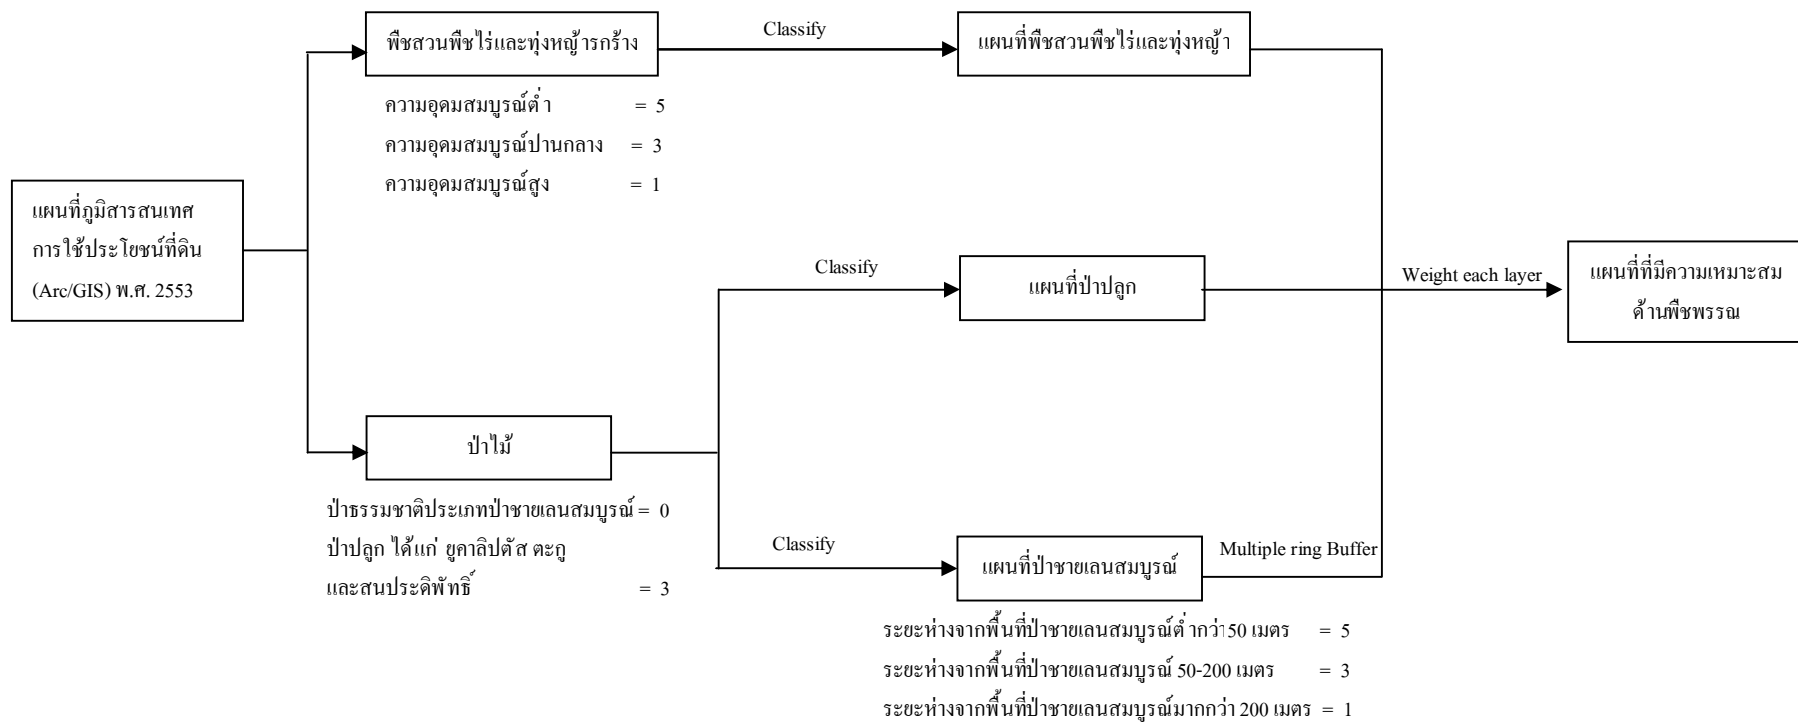 พืชสวนพืชไร่และทุ่งหญ้ารกร้าง
Classify
แผนที่พืชสวนพืชไร่และทุ่งหญ้า
ความอุดมสมบูรณ์ต่ำ = 5
ความอุดมสมบูรณ์ปานกลาง = 3
ความอุดมสมบูรณ์สูง = 1
แผนที่ภูมิสารสนเทศ
การใช้ประโยชน์ที่ดิน
(Arc/GIS) พ.ศ. 2553
Classify
แผนที่ป่าปลูก
Weight each layer
แผนที่ที่มีความเหมาะสม
ด้านพืชพรรณ
ป่าไม้
ป่าธรรมชาติประเภทป่าชายเลนสมบูรณ์ = 0
ป่าปลูก ได้แก่ ยูคาลิปตัส ตะกู
และสนประดิพัทธิ์ = 3
Classify
แผนที่ป่าชายเลนสมบูรณ์
Multiple ring Buffer
ระยะห่างจากพื้นที่ป่าชายเลนสมบูรณ์ต่ำกว่า 50 เมตร = 5
ระยะห่างจากพื้นที่ป่าชายเลนสมบูรณ์ 50-200 เมตร = 3
ระยะห่างจากพื้นที่ป่าชายเลนสมบูรณ์มากกว่า 200 เมตร = 1